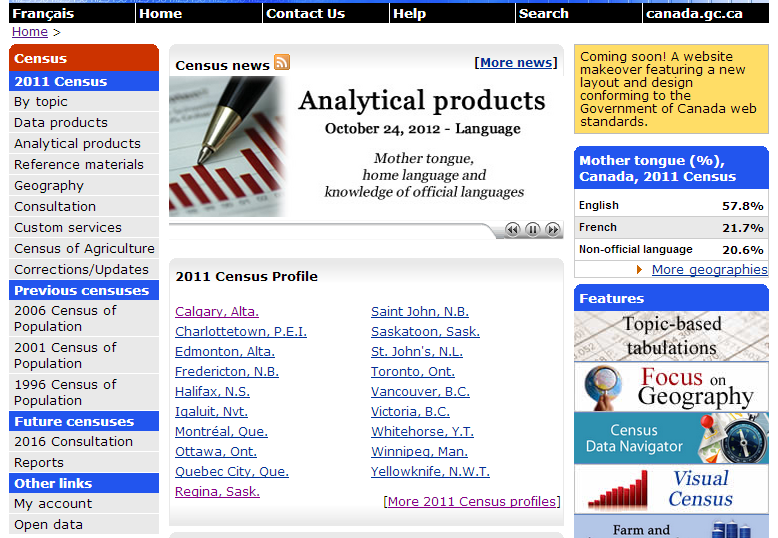 Français Home Contact Us Help Search canada.gc.ca
Home >
Census
2011 Census
By topic
Data products
Analytical products
Reference materials
Geography
Consultation
Custom services
Census of Agriculture
Corrections/Updates
Previous censuses
2006 Census of
Population
2001 Census of
Population
1996 Census of
Population
Future censuses
2016 Consultation
Reports
Other links
My account
Open data
Census news [More news]
Analytical products
October 24, 2012 - Language
Mother tongue,
home language and
knowledge of official languages
2011 Census Profile
Calgary, Alta.
Charlottetown, P.E.I.
Edmonton, Alta.
Fredericton, N.B.
Halifax, N.S.
Iqaluit, Nvt.
Montréal, Que.
Ottawa, Ont.
Quebec City, Que.
Regina, Sask.
Saint John, N.B.
Saskatoon, Sask.
St. John's, N.L.
Toronto, Ont.
Vancouver, B.C.
Victoria, B.C.
Whitehorse, Y.T.
Winnipeg, Man.
Yellowknife, N.W.T.
[More 2011 Census profiles]
Coming soon! A website
makeover featuring a new
layout and design
conforming to the
Government of Canada web
standards.
Mother tongue (%),
Canada, 2011 Census
English 57.8%
French 21.7%
Non-official language 20.6%
More geographies
Features
Topic-based
tabulations
Focus on
Geography
Census
Data Navigator
Visual
Census
Farm and